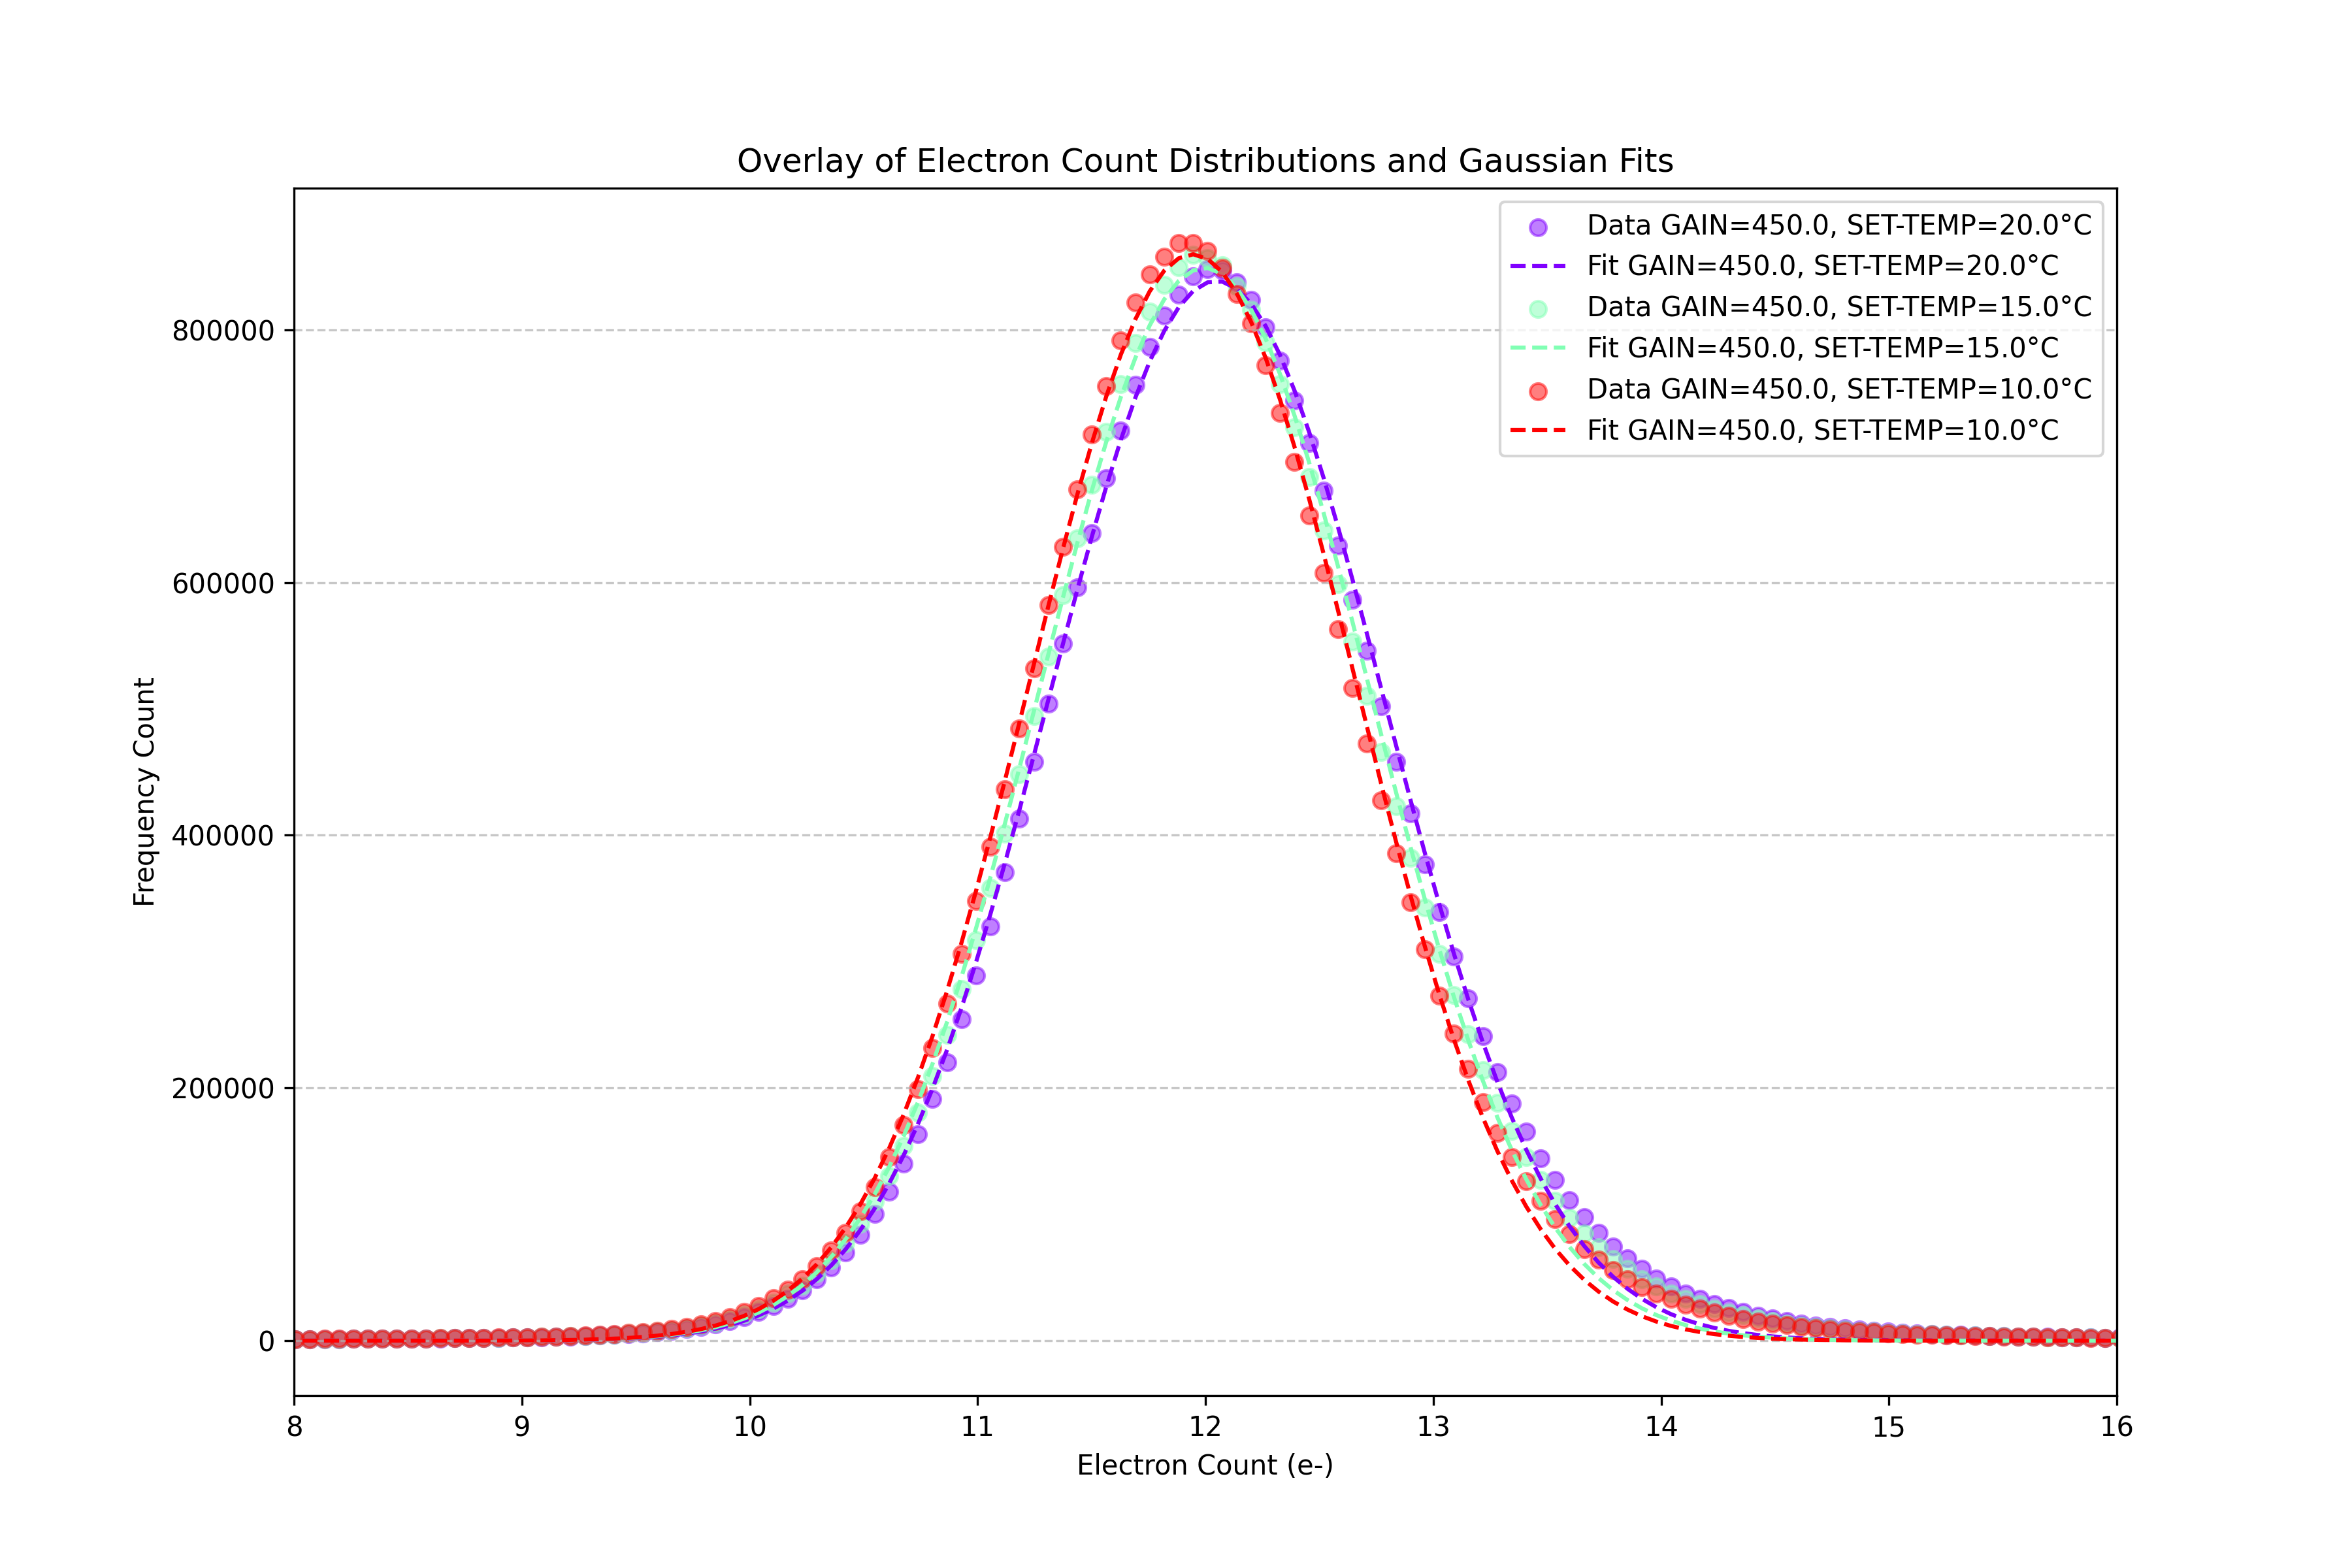 Overlay of Electron Count Distributions and Gaussian Fits
Data GAIN=450.0, SET-TEMP=20.0°C
Fit GAIN=450.0, SET-TEMP=20.0°C
Data GAIN=450.0, SET-TEMP=15.0°C
Fit GAIN=450.0, SET-TEMP=15.0°C
Data GAIN=450.0, SET-TEMP=10.0°C
Fit GAIN=450.0, SET-TEMP=10.0°C
Frequency Count
800000
600000
400000
200000
0
8 9 10 11 12 13 14 15 16
Electron Count (e-)